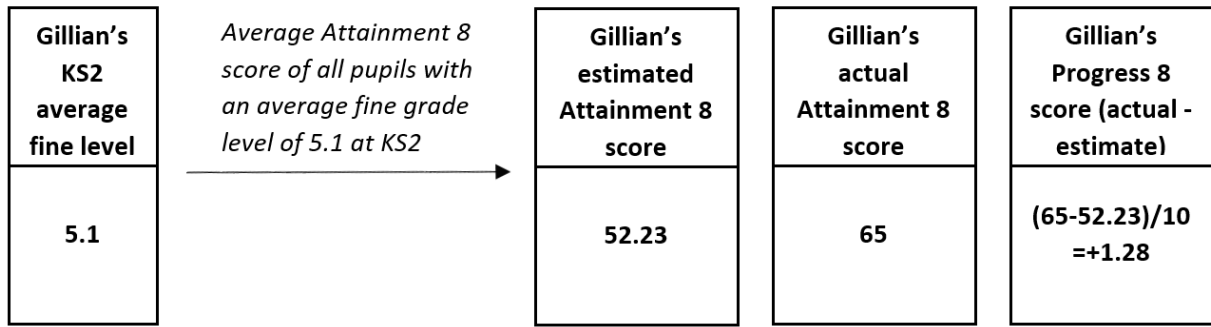 Gillian’s
KS2
average
fine level
5.1
Average Attainment 8
score of all pupils with
an average fine grade
level of 5.1 at KS2
Gillian’s
estimated
Attainment 8
score
52.23
Gillian’s
actual
Attainment 8
score
65
Gillian’s
Progress 8
score (actual -
estimate)
(65-52.23)/10
=+1.28